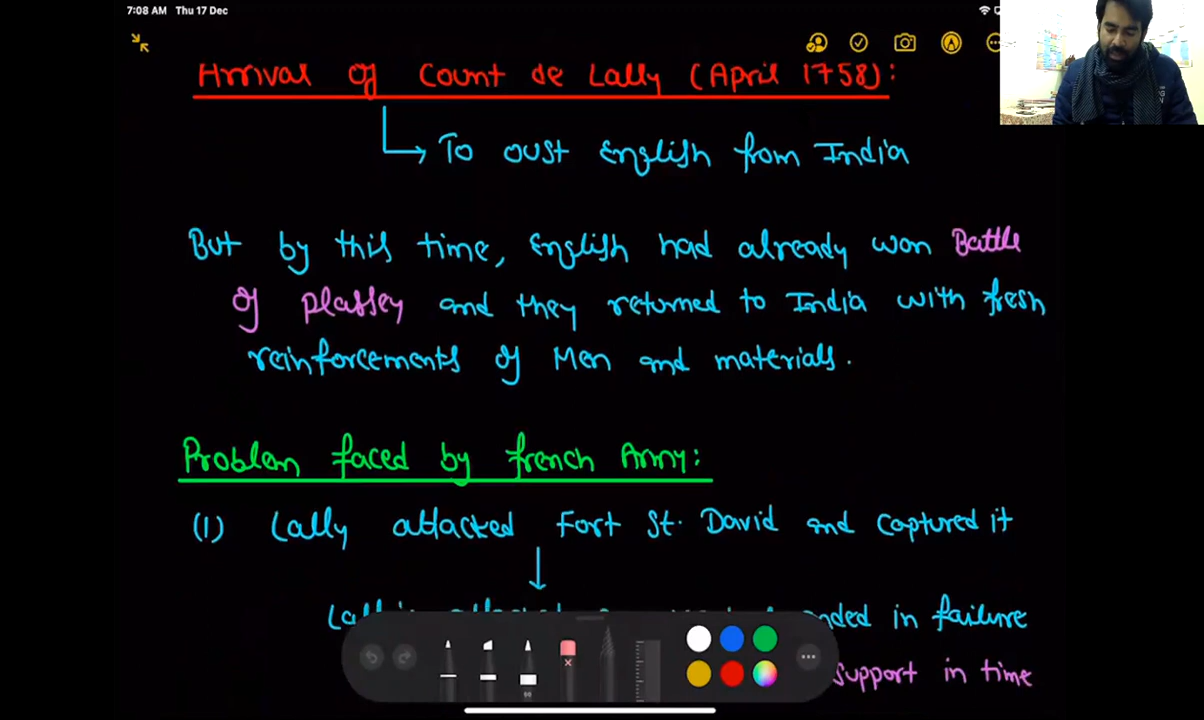 7:08 AM Thu 17 Dec
Arrival of Count de Lally (April 1758):
To oust English from India
But by this time, English had already won Battle
of Plassey and they returned to India with fresh
reinforcements of Men and materials.
Problem faced by french Army:
(1) Lally attacked Fort St. David and captured it
ended in failure
support in time